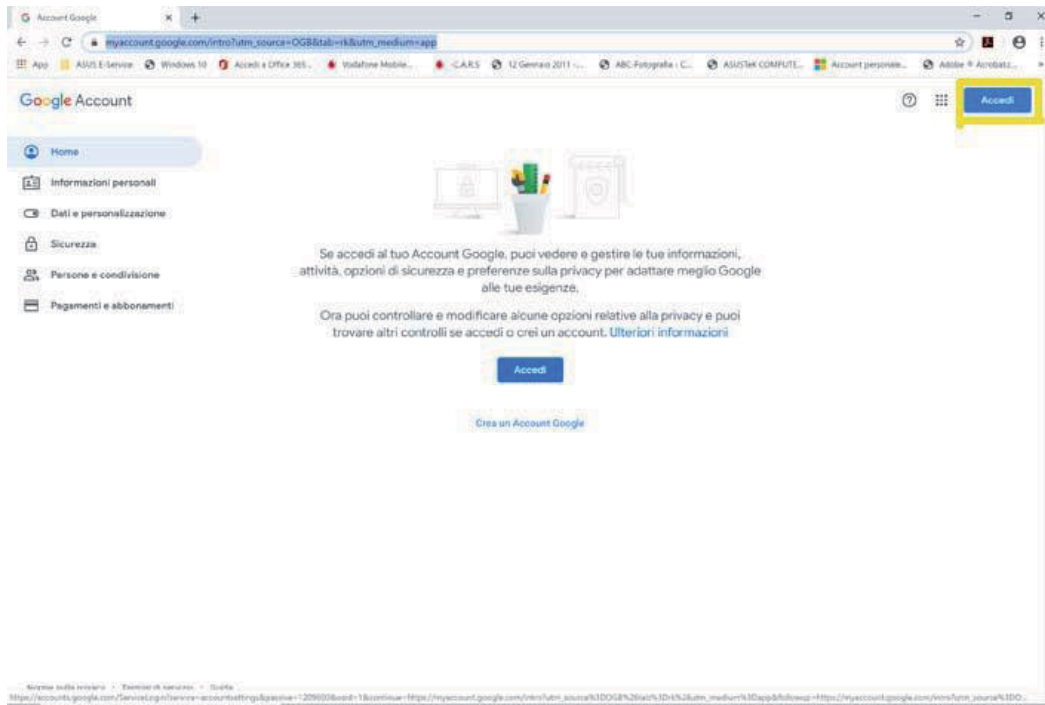 Account Google
myaccount.google.com/intro?utm_source=OGB&tab=rk&utm_medium=app
App ASUS E-Service Windows 10 Accedi a Office 365... Vodafone Mobile... -C.A.R.S 12 Gennaio 2011 -... ABC-Fotografia : C... ASUSTeK COMPUTE... Account personale... Adobe ® Acrobat...
Google Account
Accedi
Home
Informazioni personali
Dati e personalizzazione
Sicurezza
Persone e condivisione
Pagamenti e abbonamenti
Se accedi al tuo Account Google, puoi vedere e gestire le tue informazioni,
attività, opzioni di sicurezza e preferenze sulla privacy per adattare meglio Google
alle tue esigenze.
Ora puoi controllare e modificare alcune opzioni relative alla privacy e puoi
trovare altri controlli se accedi o crei un account. Ulteriori informazioni
Accedi
Crea un Account Google